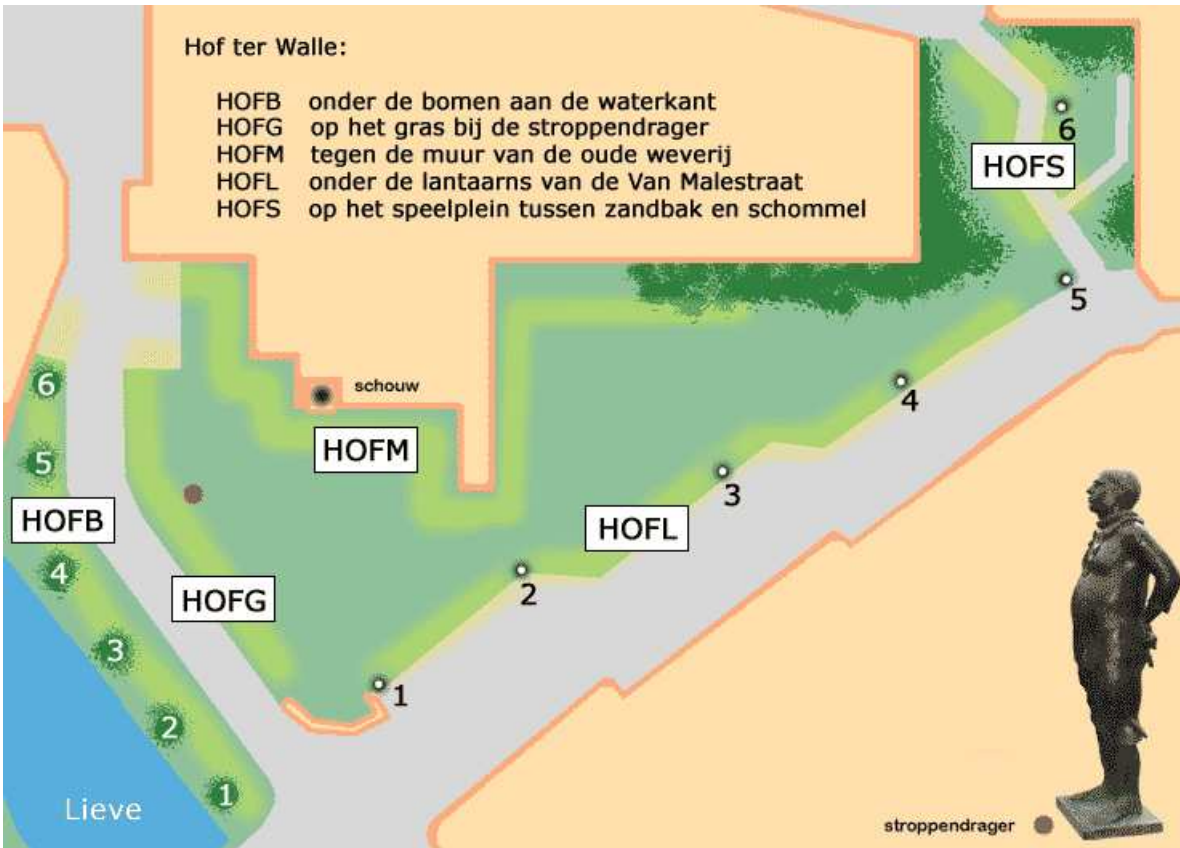 Hof ter Walle:
HOFB onder de bomen aan de waterkant
HOFG op het gras bij de stroppendrager
HOFM tegen de muur van de oude weverij
HOFL onder de lantaarns van de Van Malestraat
HOFS op het speelplein tussen zandbak en schommel
6
HOFS
5
schouw
6
4
HOFM
5
3
HOFB
HOFL
4
2
HOFG
3
1
2
1
Lieve
stroppendrager